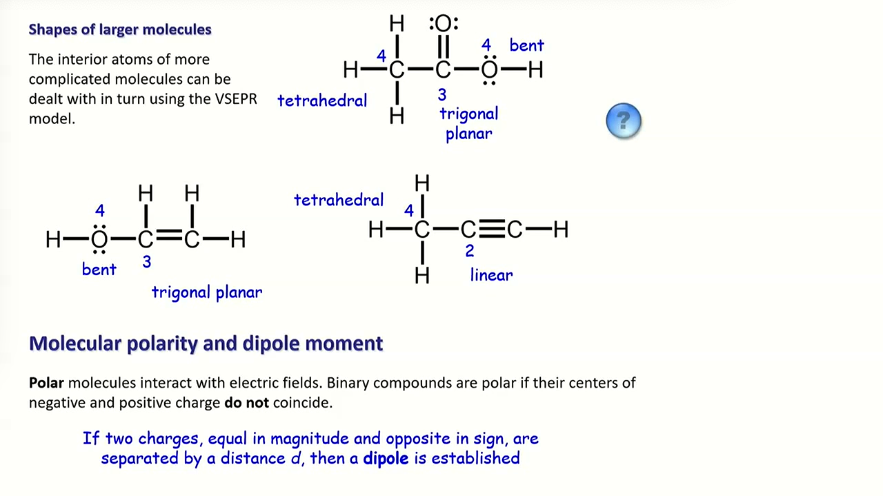 Shapes of larger molecules
The interior atoms of more
complicated molecules can be
dealt with in turn using the VSEPR
model.
H :O:
4 4 bent
H—C—C—O—H
tetrahedral 3
H trigonal
planar
?
H H
4
H—O—C=C—H
bent 3
trigonal planar
H
tetrahedral
4
H—C—C≡C—H
2
H linear
Molecular polarity and dipole moment
Polar molecules interact with electric fields. Binary compounds are polar if their centers of
negative and positive charge do not coincide.
If two charges, equal in magnitude and opposite in sign, are
separated by a distance d, then a dipole is established